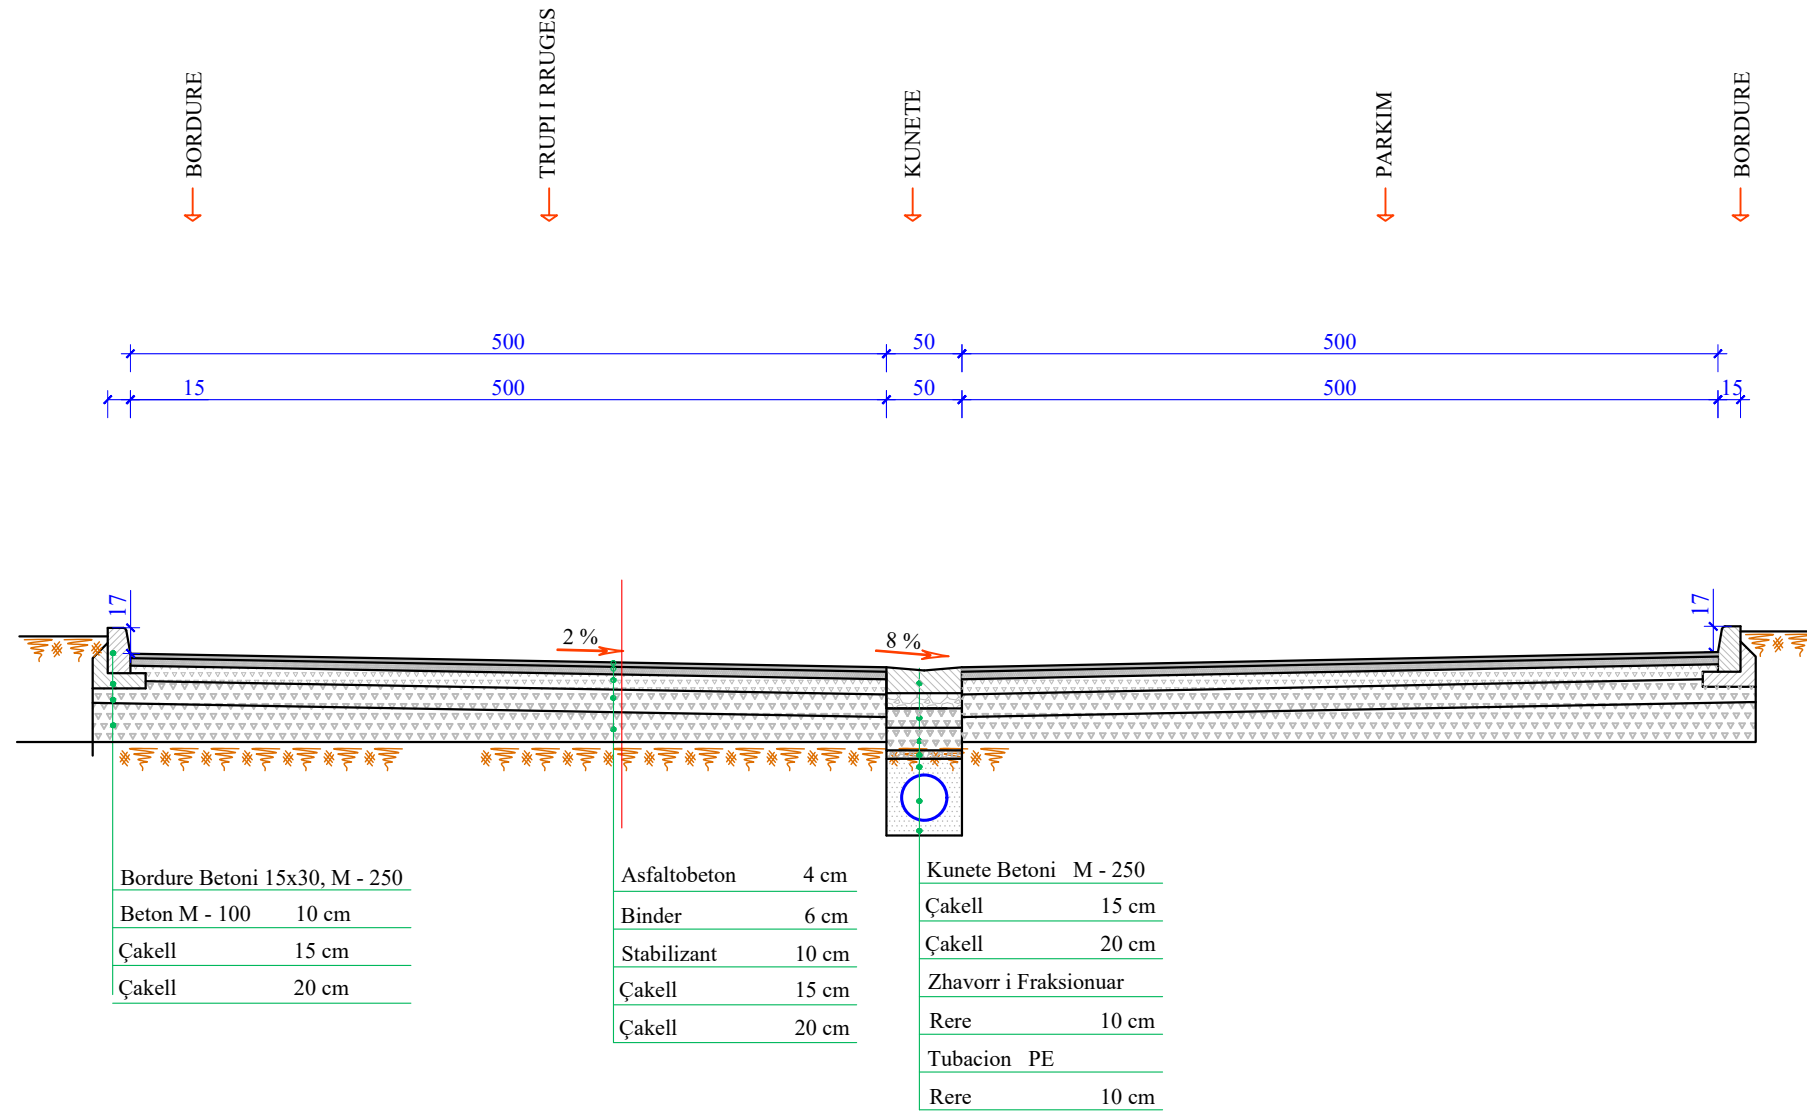 BORDURE
TRUPI I RRUGES
KUNETE
PARKIM
BORDURE
500 50 500
15 500 50 500 15
17
2 %
8 %
17
Bordure Betoni 15x30, M - 250
Beton M - 100 10 cm
Çakell 15 cm
Çakell 20 cm
Asfaltobeton 4 cm
Binder 6 cm
Stabilizant 10 cm
Çakell 15 cm
Çakell 20 cm
Kunete Betoni M - 250
Çakell 15 cm
Çakell 20 cm
Zhavorr i Fraksionuar
Rere 10 cm
Tubacion PE
Rere 10 cm